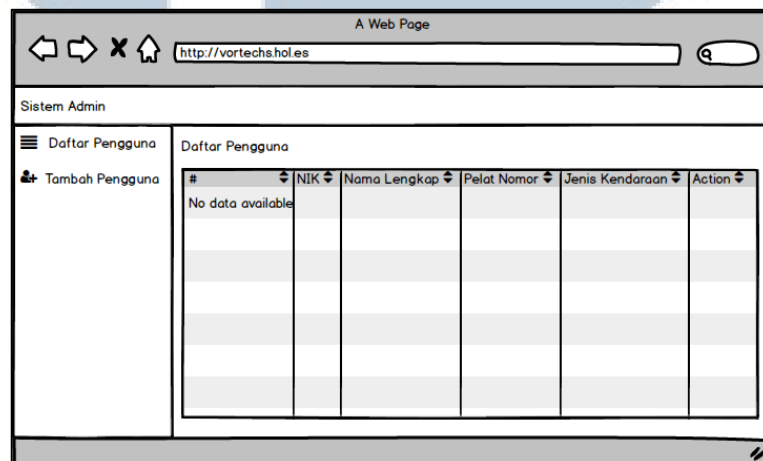 A Web Page
http://vortechs.hol.es
Sistem Admin
Daftar Pengguna
Tambah Pengguna
Daftar Pengguna
# NIK Nama Lengkap Pelat Nomor Jenis Kendaraan Action
No data available